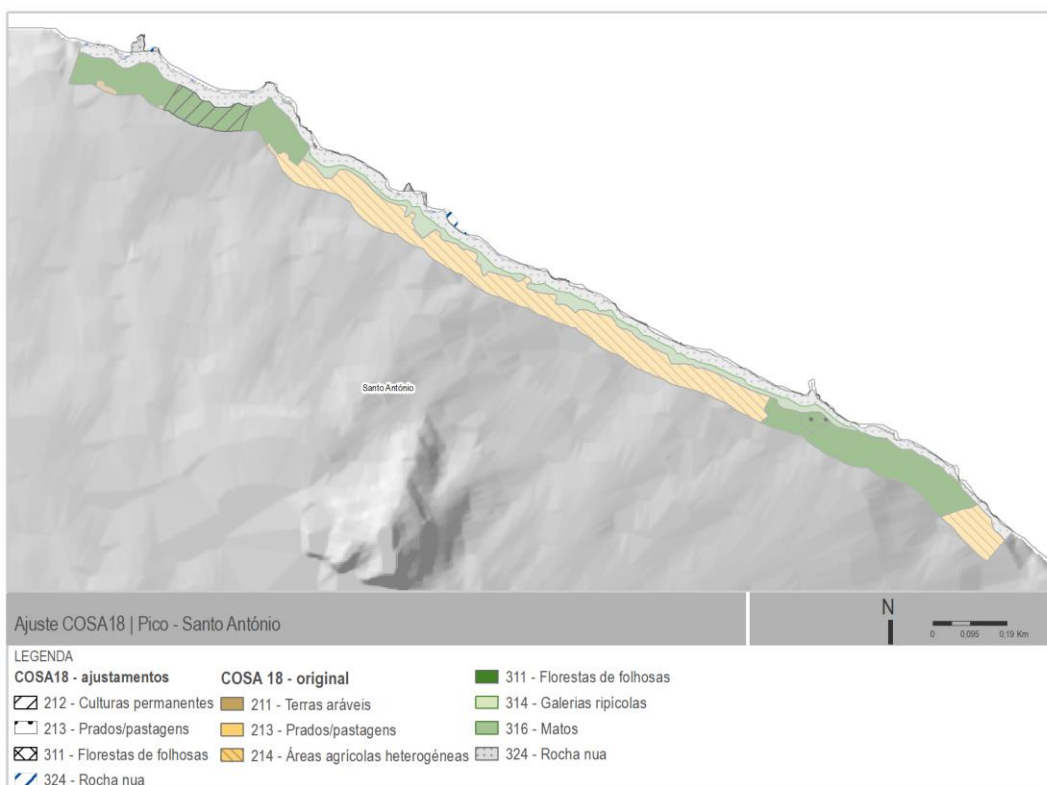 Santo António
Ajuste COSA18 | Pico - Santo António
N
0 0,095 0,19 Km
LEGENDA
COSA18 - ajustamentos
212 - Culturas permanentes
213 - Prados/pastagens
311 - Florestas de folhosas
324 - Rocha nua
COSA 18 - original
211 - Terras aráveis
213 - Prados/pastagens
214 - Áreas agrícolas heterogéneas
311 - Florestas de folhosas
314 - Galerias ripícolas
316 - Matos
324 - Rocha nua